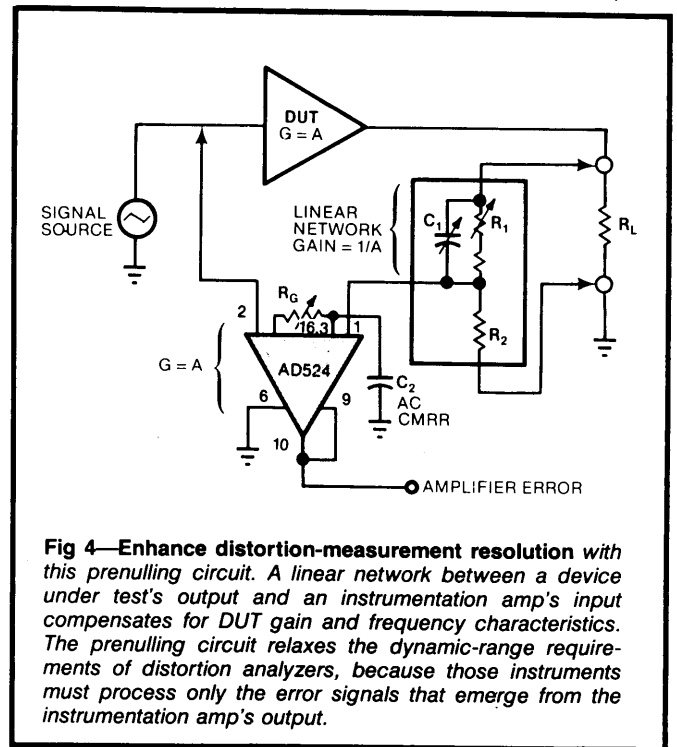 DUT
G = A
SIGNAL
SOURCE
LINEAR
NETWORK
GAIN = 1/A
C1
R1
RL
RG
2
16,3
1
R2
G = A
AD524
C2
AC
CMRR
6
9
10
AMPLIFIER ERROR
Fig 4—Enhance distortion-measurement resolution with
this prenulling circuit. A linear network between a device
under test's output and an instrumentation amp's input
compensates for DUT gain and frequency characteristics.
The prenulling circuit relaxes the dynamic-range require-
ments of distortion analyzers, because those instruments
must process only the error signals that emerge from the
instrumentation amp's output.